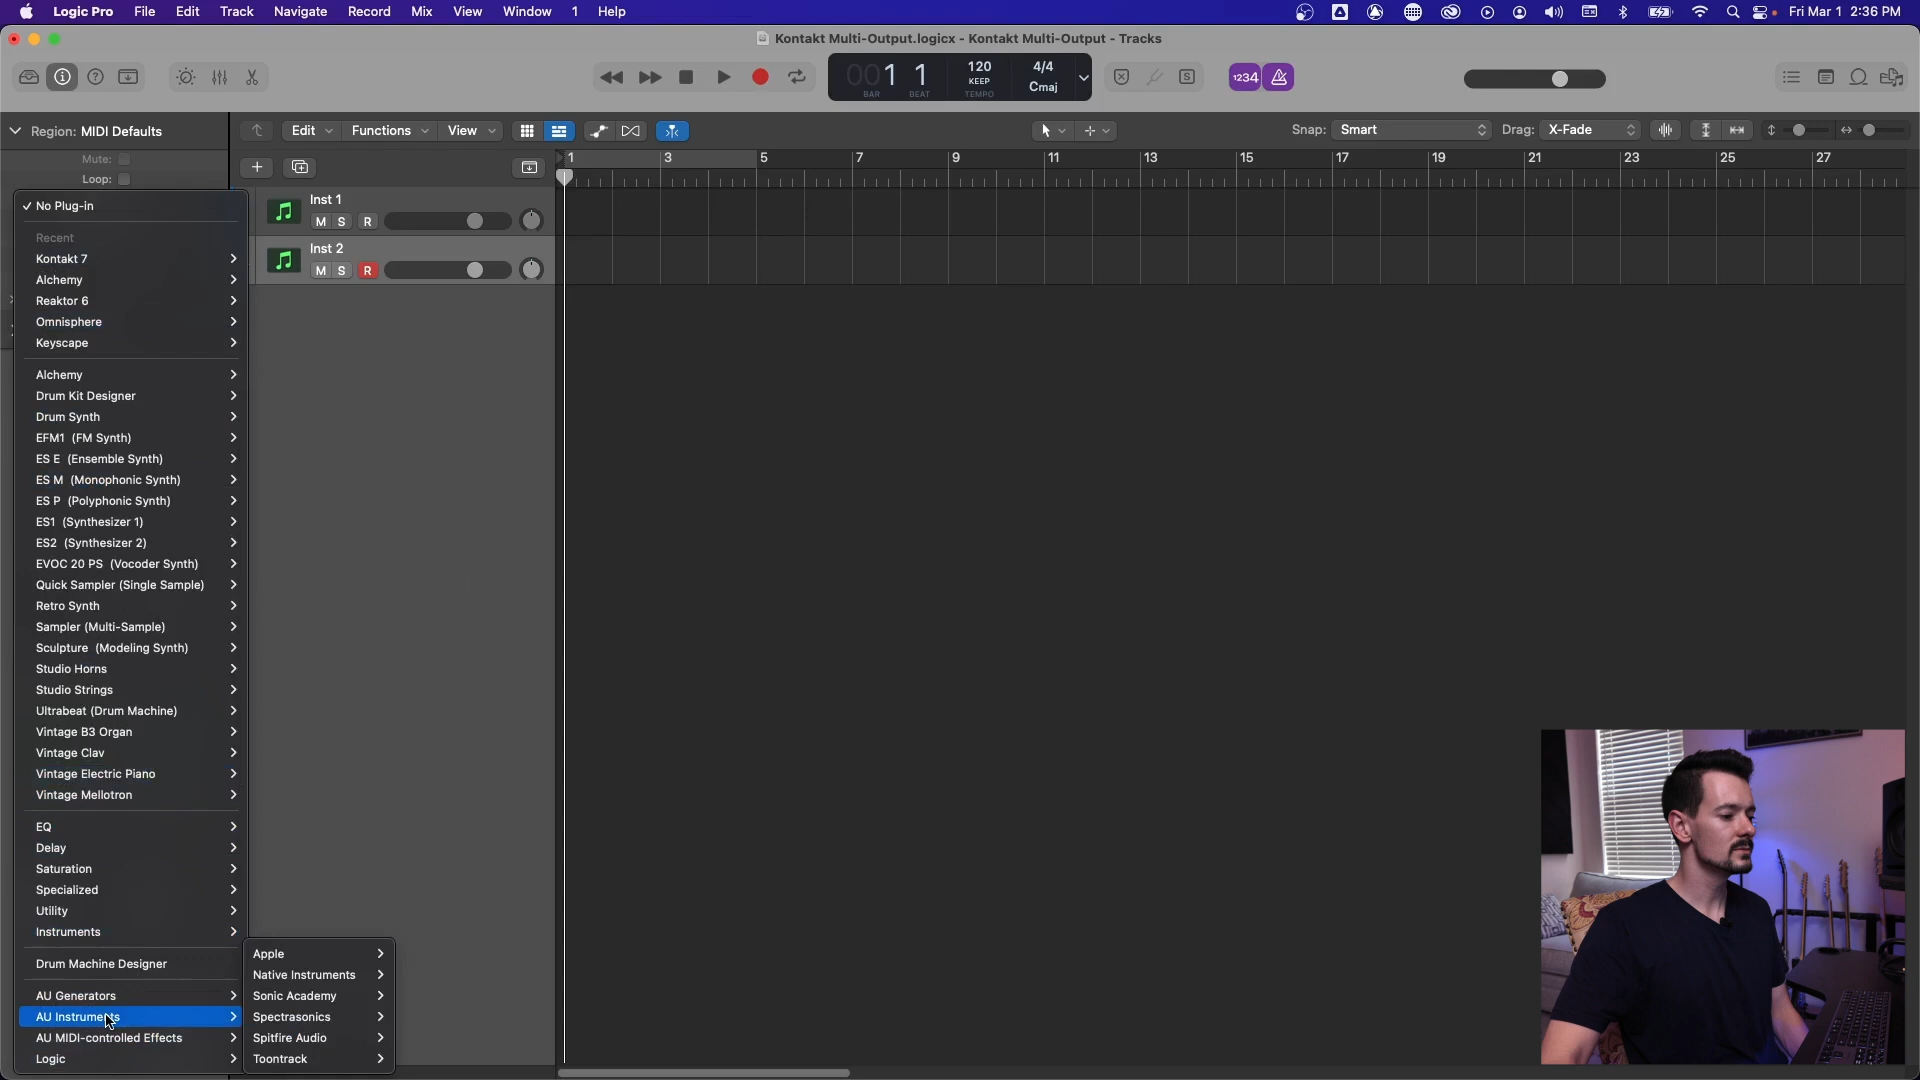 Logic Pro File Edit Track Navigate Record Mix View Window 1 Help Fri Mar 1 2:36 PM
Kontakt Multi-Output.logicx - Kontakt Multi-Output - Tracks
001 1 120 4/4
KEEP Cmaj
BAR BEAT TEMPO
S 1234
Region: MIDI Defaults Edit Functions View Snap: Smart Drag: X-Fade
Mute:
Loop:
1 3 5 7 9 11 13 15 17 19 21 23 25 27
Inst 1
M S R
Inst 2
M S R
No Plug-in
Recent
Kontakt 7
Alchemy
Reaktor 6
Omnisphere
Keyscape
Alchemy
Drum Kit Designer
Drum Synth
EFM1 (FM Synth)
ES E (Ensemble Synth)
ES M (Monophonic Synth)
ES P (Polyphonic Synth)
ES1 (Synthesizer 1)
ES2 (Synthesizer 2)
EVOC 20 PS (Vocoder Synth)
Quick Sampler (Single Sample)
Retro Synth
Sampler (Multi-Sample)
Sculpture (Modeling Synth)
Studio Horns
Studio Strings
Ultrabeat (Drum Machine)
Vintage B3 Organ
Vintage Clav
Vintage Electric Piano
Vintage Mellotron
EQ
Delay
Saturation
Specialized
Utility
Instruments
Drum Machine Designer
AU Generators
AU Instruments
AU MIDI-controlled Effects
Logic
Apple
Native Instruments
Sonic Academy
Spectrasonics
Spitfire Audio
Toontrack